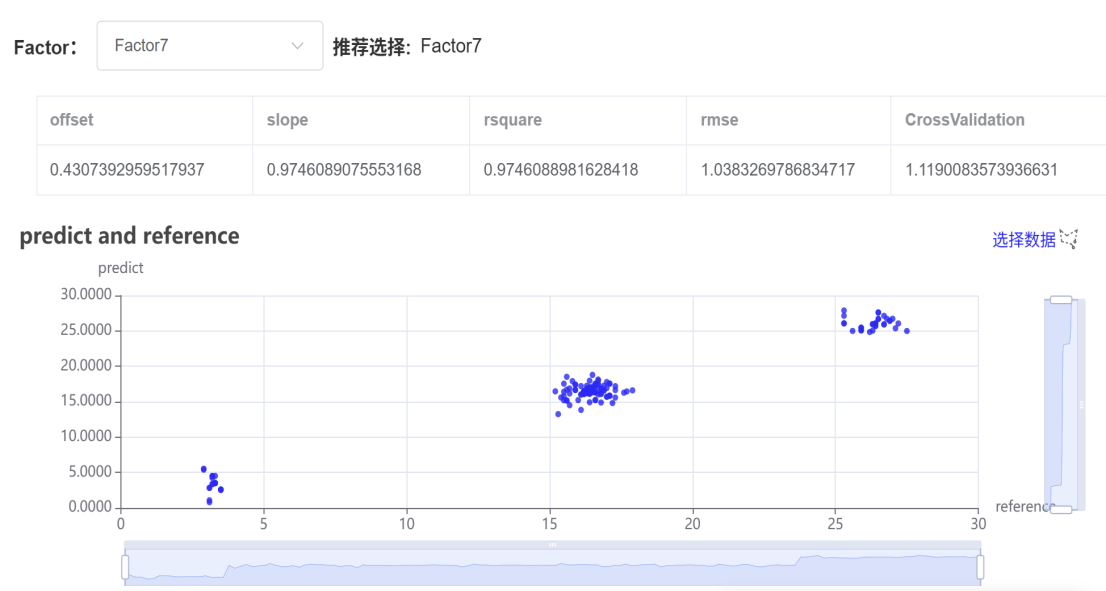 Factor： Factor7 推荐选择: Factor7
offset slope rsquare rmse CrossValidation
0.4307392959517937 0.9746089075553168 0.9746088981628418 1.0383269786834717 1.1190083573936631
predict and reference
选择数据
predict
30.0000
25.0000
20.0000
15.0000
10.0000
5.0000
0.0000
reference
0 5 10 15 20 25 30